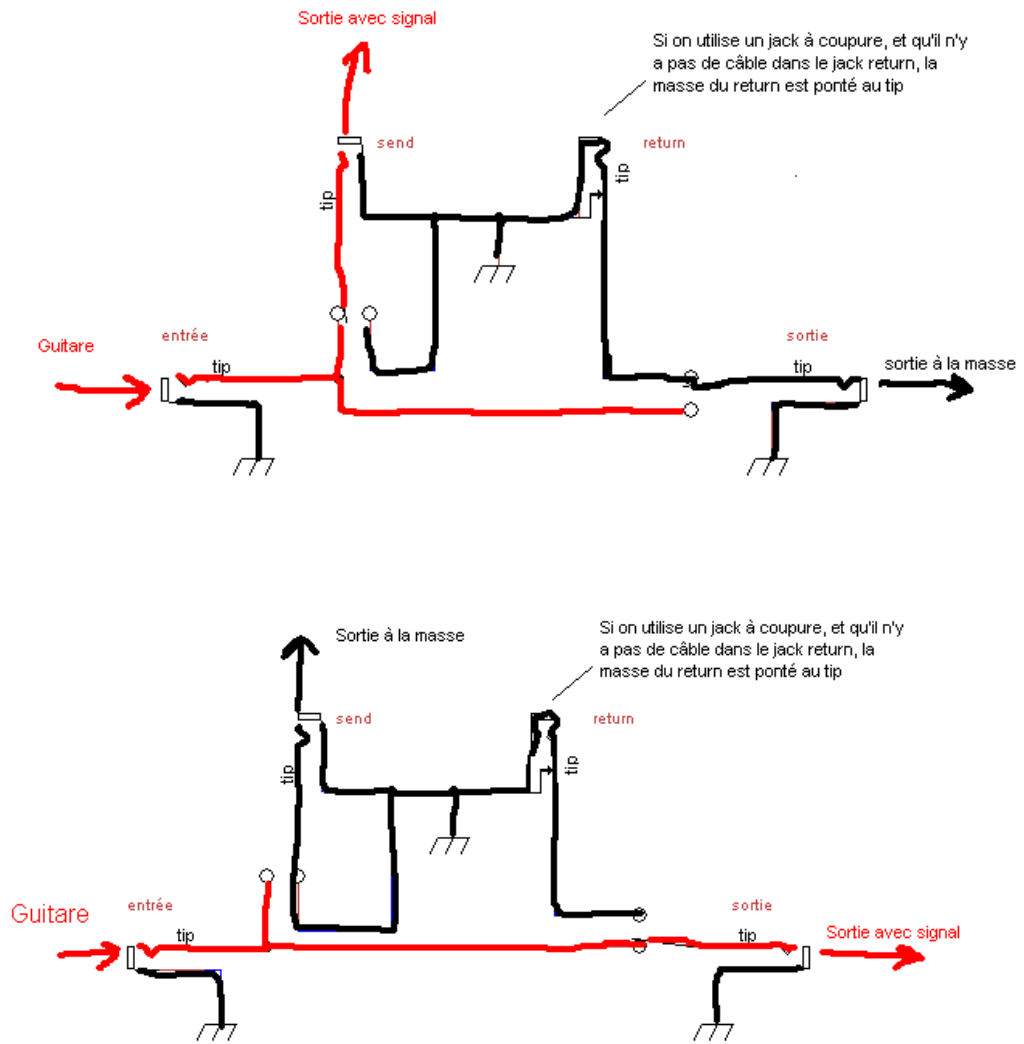 Sortie avec signal
Si on utilise un jack à coupure, et qu'il n'y
a pas de câble dans le jack return, la
masse du return est ponté au tip
send
return
tip
tip
entrée
sortie
Guitare
tip
tip
sortie à la masse
Sortie à la masse
Si on utilise un jack à coupure, et qu'il n'y
a pas de câble dans le jack return, la
masse du return est ponté au tip
send
return
tip
tip
Guitare
entrée
sortie
tip
tip
Sortie avec signal